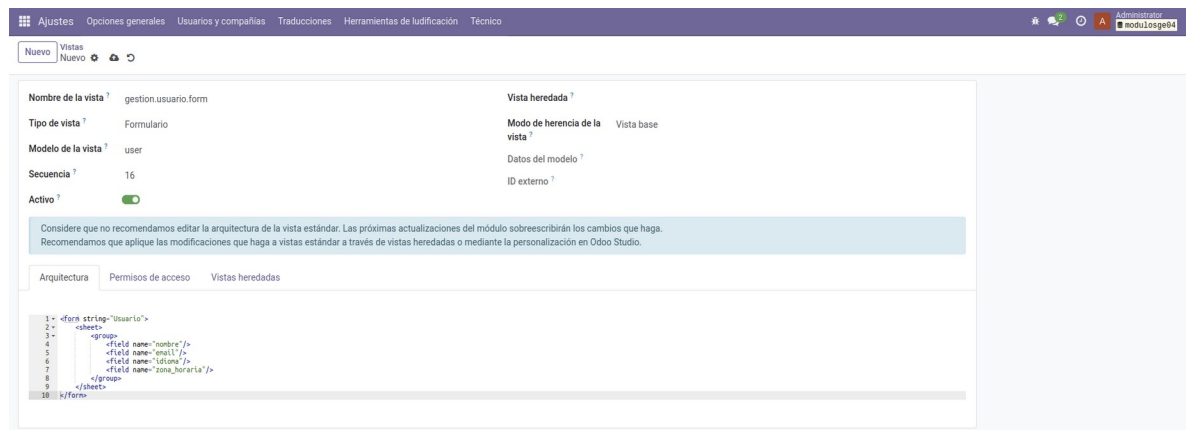 Ajustes Opciones generales Usuarios y compañías Traducciones Herramientas de ludificación Técnico 2 A Administrator
modulosge04
Nuevo Vistas
Nuevo
Nombre de la vista ? gestion.usuario.form Vista heredada ?
Tipo de vista ? Formulario Modo de herencia de la vista ? Vista base
Modelo de la vista ? user Datos del modelo ?
Secuencia ? 16 ID externo ?
Activo ?
Considere que no recomendamos editar la arquitectura de la vista estándar. Las próximas actualizaciones del módulo sobreescribirán los cambios que haga.
Recomendamos que aplique las modificaciones que haga a vistas estándar a través de vistas heredadas o mediante la personalización en Odoo Studio.
Arquitectura Permisos de acceso Vistas heredadas
1 <form string="Usuario">
2 <sheet>
3 <group>
4 <field name="nombre"/>
5 <field name="email"/>
6 <field name="idioma"/>
7 <field name="zona_horaria"/>
8 </group>
9 </sheet>
10 </form>